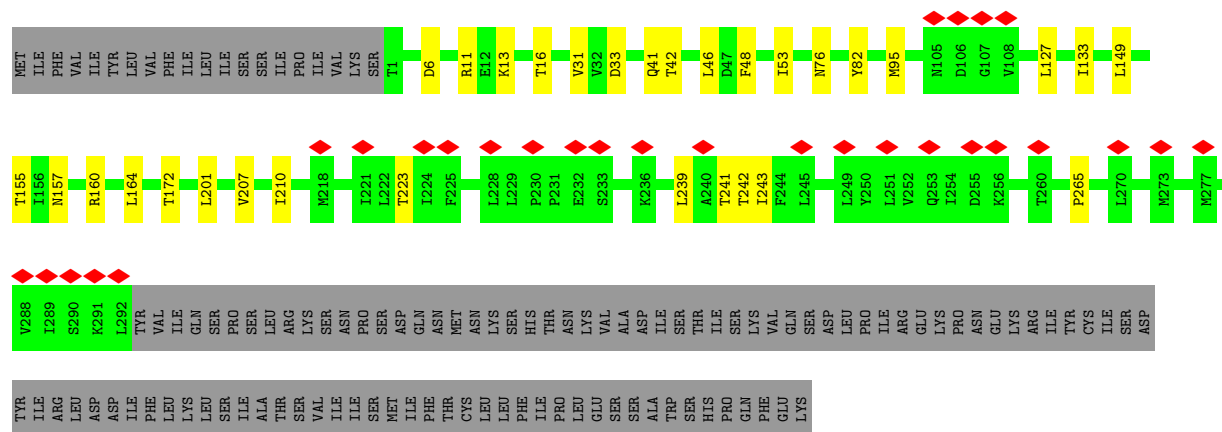 MET ILE PHE VAL ILE TYR LEU VAL PHE ILE LEU ILE SER SER ILE PRO ILE VAL LYS SER T1 D6 R11 E12 K13 T16 V31 V32 D33 Q41 T42 L46 D47 F48 I53 N76 Y82 M95 N105 D106 G107 V108 L127 I133 L149
T155 I156 N157 R160 L164 T172 L201 V207 I210 M218 I221 L222 T223 I224 F225 L228 L229 P230 P231 E232 S233 K236 L239 A240 T241 T242 I243 F244 L245 L249 Y250 L251 V252 Q253 I254 D255 K256 T260 P265 L270 M273 M277
V288 I289 S290 K291 L292 TYR VAL ILE GLN SER PRO SER LEU ARG LYS SER ASN PRO SER ASP GLN ASN MET ASN LYS SER HIS THR ASN LYS VAL ALA ASP ILE SER THR ILE SER LYS VAL GLN SER ASP LEU PRO ILE ARG GLU LYS PRO ASN GLU LYS ARG ILE TYR CYS ILE SER ASP
TYR ILE ARG LEU ASP ASP ILE PHE LEU LYS LEU SER ILE ALA THR SER VAL ILE ILE SER MET ILE PHE THR CYS LEU LEU PHE ILE PRO LEU GLU SER SER ALA TRP SER HIS PRO GLN PHE GLU LYS